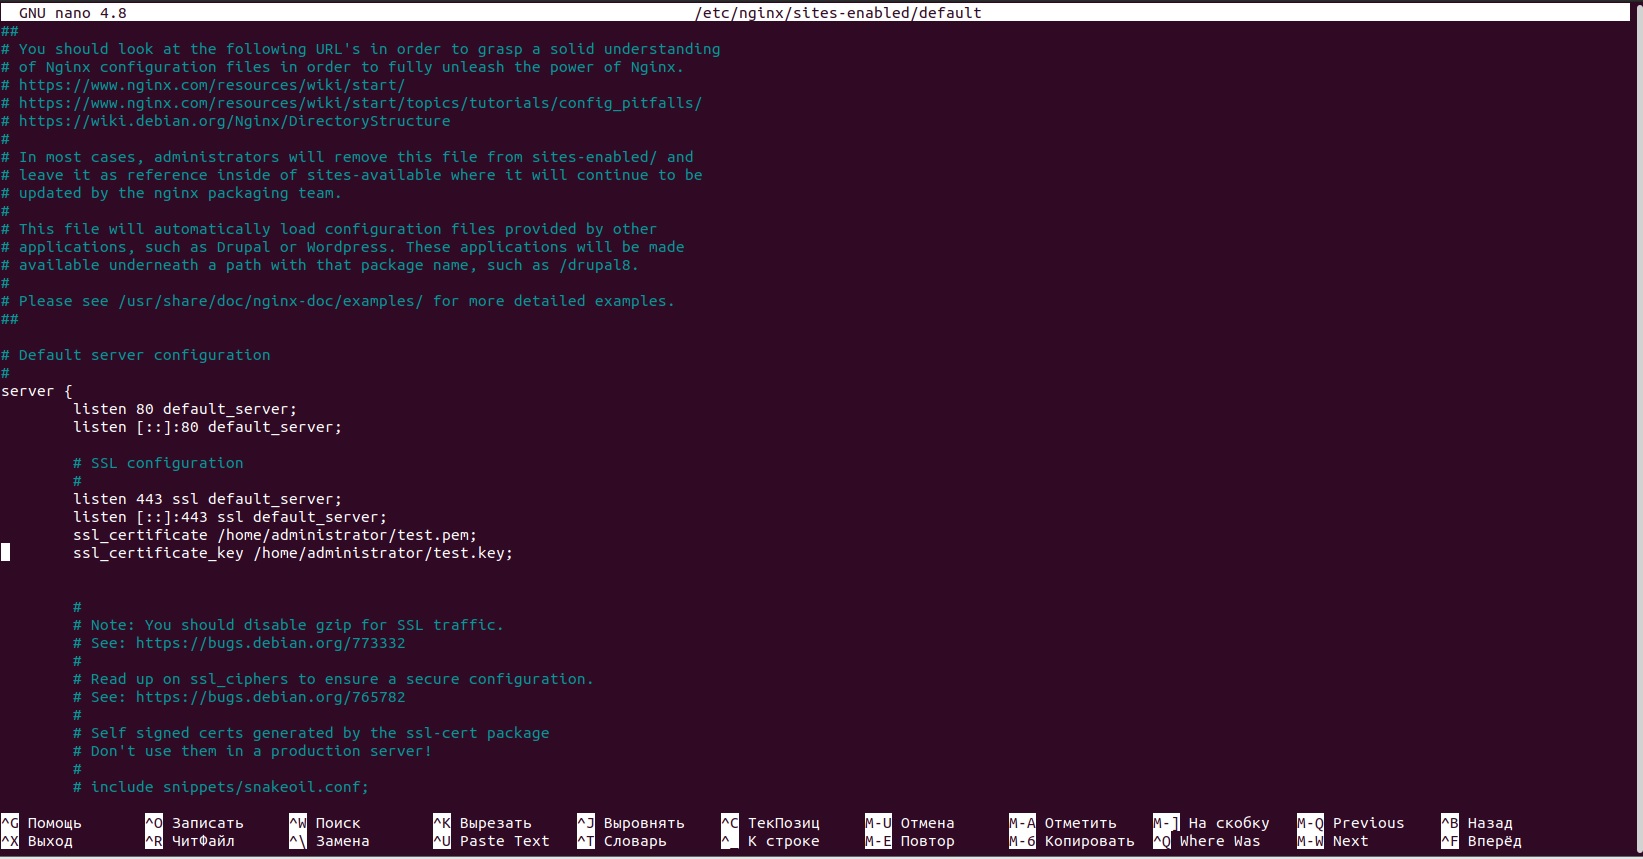 GNU nano 4.8 /etc/nginx/sites-enabled/default
##
# You should look at the following URL's in order to grasp a solid understanding
# of Nginx configuration files in order to fully unleash the power of Nginx.
# https://www.nginx.com/resources/wiki/start/
# https://www.nginx.com/resources/wiki/start/topics/tutorials/config_pitfalls/
# https://wiki.debian.org/Nginx/DirectoryStructure
#
# In most cases, administrators will remove this file from sites-enabled/ and
# leave it as reference inside of sites-available where it will continue to be
# updated by the nginx packaging team.
#
# This file will automatically load configuration files provided by other
# applications, such as Drupal or Wordpress. These applications will be made
# available underneath a path with that package name, such as /drupal8.
#
# Please see /usr/share/doc/nginx-doc/examples/ for more detailed examples.
##
# Default server configuration
#
server {
listen 80 default_server;
listen [::]:80 default_server;
# SSL configuration
#
listen 443 ssl default_server;
listen [::]:443 ssl default_server;
ssl_certificate /home/administrator/test.pem;
ssl_certificate_key /home/administrator/test.key;
#
# Note: You should disable gzip for SSL traffic.
# See: https://bugs.debian.org/773332
#
# Read up on ssl_ciphers to ensure a secure configuration.
# See: https://bugs.debian.org/765782
#
# Self signed certs generated by the ssl-cert package
# Don't use them in a production server!
#
# include snippets/snakeoil.conf;
^G Помощь ^O Записать ^W Поиск ^K Вырезать ^J Выровнять ^C ТекПозиц M-U Отмена M-A Отметить M-] На скобку M-Q Previous ^B Назад
^X Выход ^R ЧитФайл ^\ Замена ^U Paste Text ^T Словарь ^_ К строке M-E Повтор M-6 Копировать ^Q Where Was M-W Next ^F Вперёд